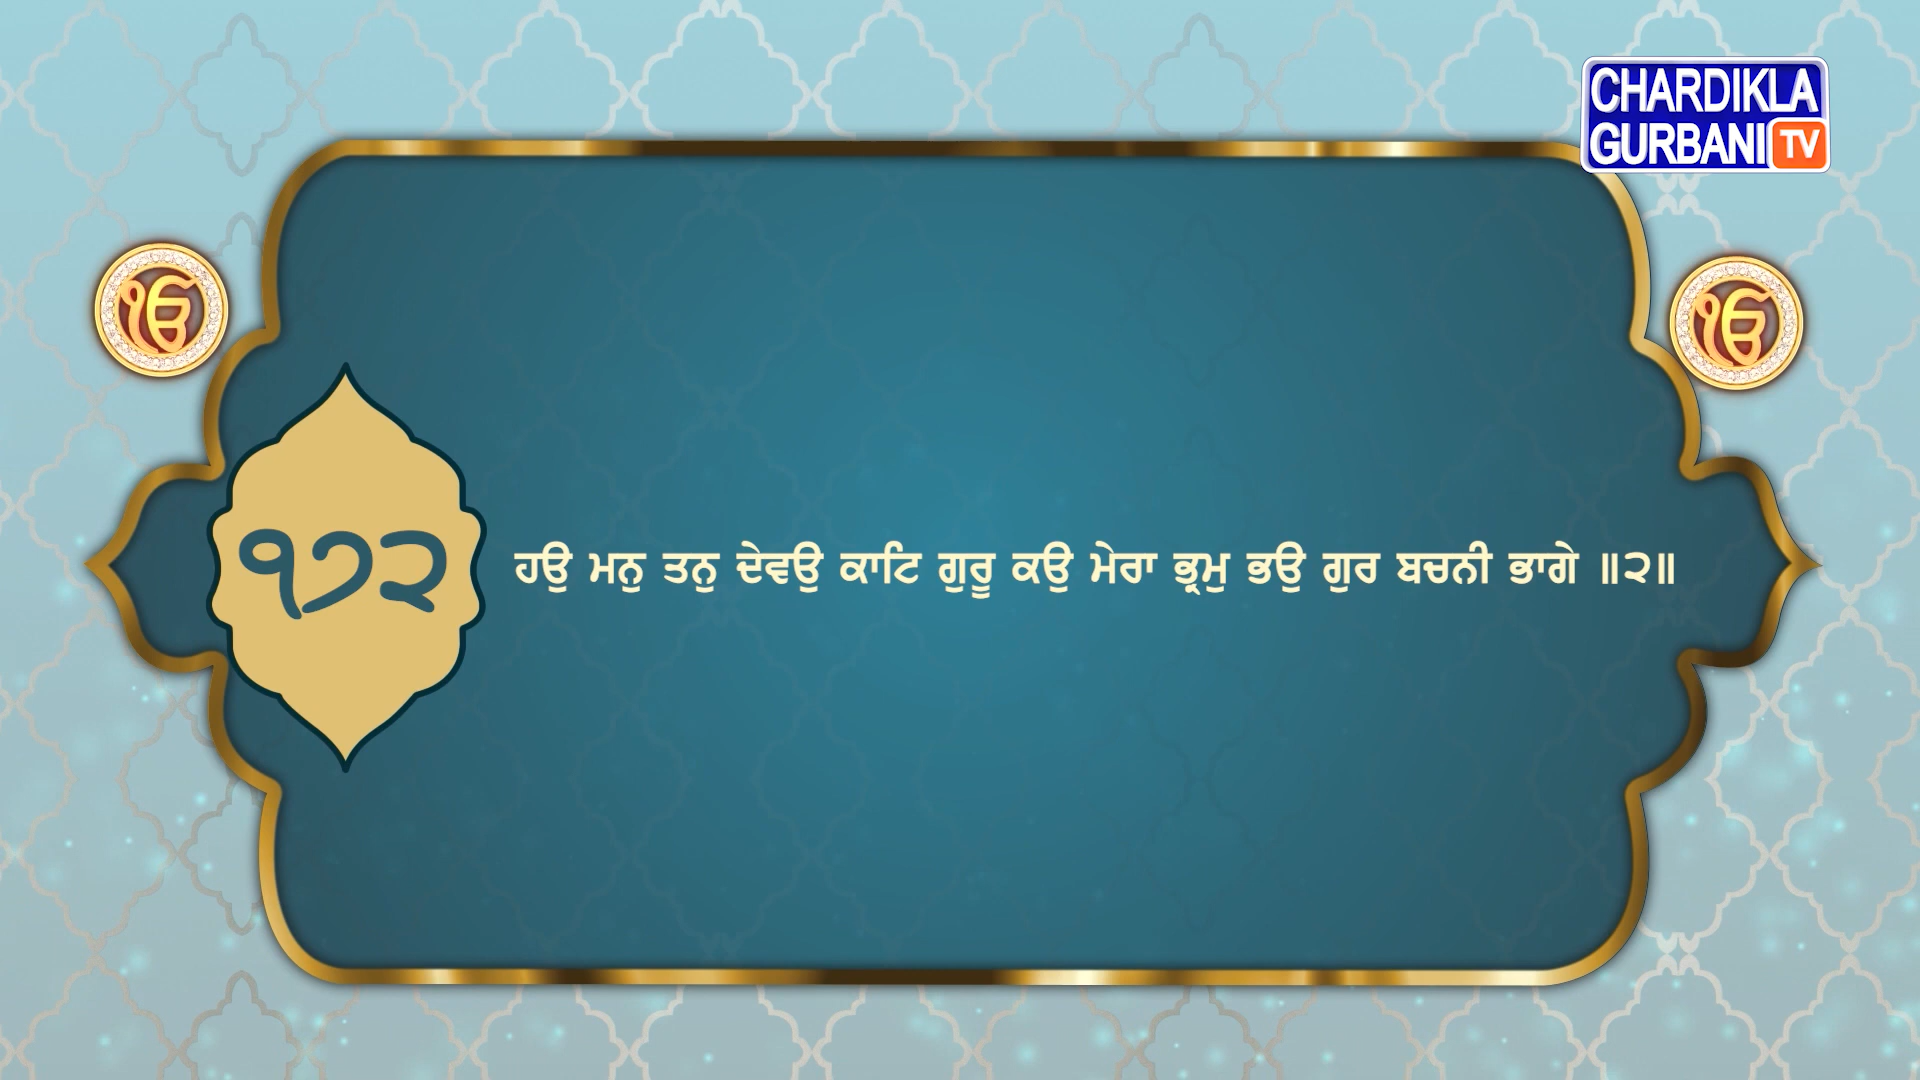 CHARDIKLA
GURBANI TV
ੴ
ੴ
੧੭੨
ਹਉ ਮਨੁ ਤਨੁ ਦੇਵਉ ਕਾਟਿ ਗੁਰੂ ਕਉ ਮੇਰਾ ਭ੍ਰਮੁ ਭਉ ਗੁਰ ਬਚਨੀ ਭਾਗੇ ॥੨॥